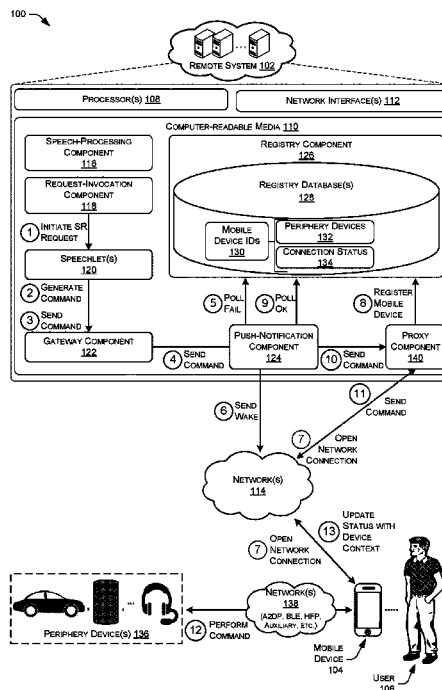 100
REMOTE SYSTEM 102
PROCESSOR(S) 108
NETWORK INTERFACE(S) 112
COMPUTER-READABLE MEDIA 110
SPEECH-PROCESSING
COMPONENT
116
REQUEST-INVOCATION
COMPONENT
118
1 INITIATE SR
REQUEST
SPEECHLET(S)
120
2 GENERATE
COMMAND
3 SEND
COMMAND
GATEWAY COMPONENT
122
REGISTRY COMPONENT
126
REGISTRY DATABASE(S)
128
MOBILE
DEVICE IDS
130
PERIPHERY DEVICES
132
CONNECTION STATUS
134
5 POLL
FAIL
9 POLL
OK
8 REGISTER
MOBILE
DEVICE
4 SEND
COMMAND
PUSH-NOTIFICATION
COMPONENT
124
10 SEND
COMMAND
PROXY
COMPONENT
140
6 SEND
WAKE
11
SEND
COMMAND
7
OPEN
NETWORK
CONNECTION
NETWORK(S)
114
OPEN
7 NETWORK
CONNECTION
13 UPDATE
STATUS WITH
DEVICE
CONTEXT
PERIPHERY DEVICE(S) 136
12 PERFORM
COMMAND
NETWORK(S)
138
(A2DP, BLE, HFP,
AUXILIARY, ETC.)
MOBILE
DEVICE 104
USER
106